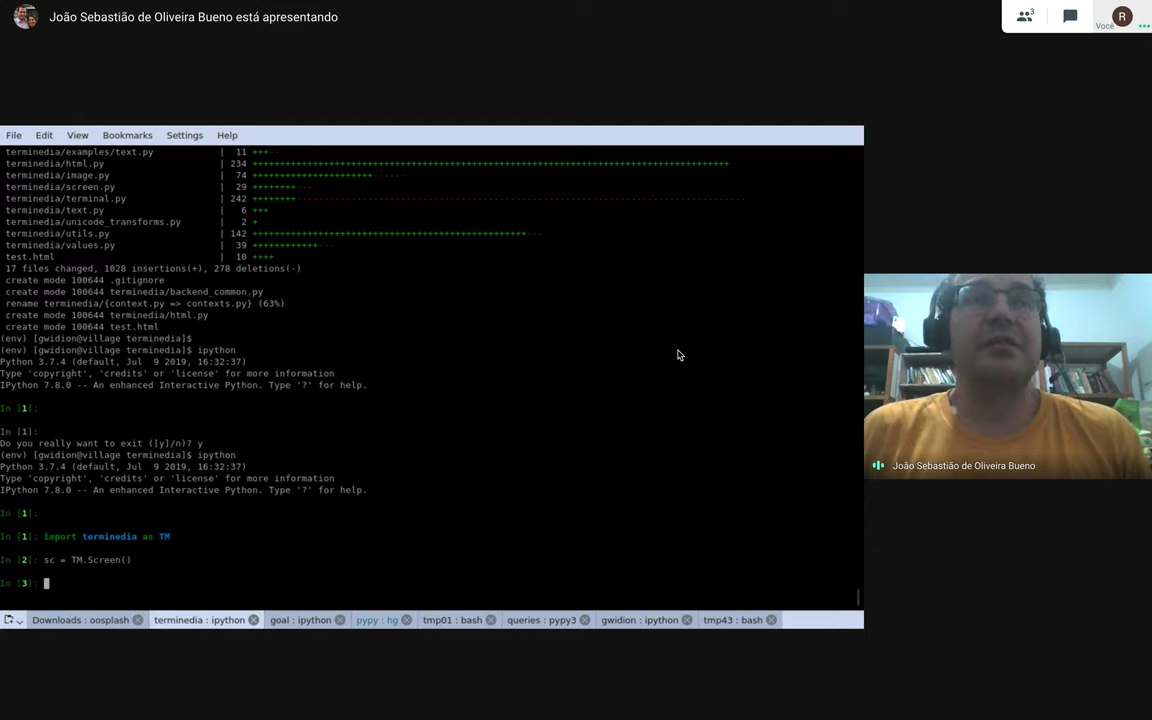 João Sebastião de Oliveira Bueno está apresentando
3
Você
R
File Edit View Bookmarks Settings Help
terminedia/examples/text.py | 11 +++--
terminedia/html.py | 234 ++++++++++++++++++++++++++++++++++++++++++++++++++++++++++++++++++++++++++++++++++++++
terminedia/image.py | 74 ++++++++++++++++++++++++++------
terminedia/screen.py | 29 +++++++++---
terminedia/terminal.py | 242 +++++++++---------------------------------------------------------------------------------
terminedia/text.py | 6 +++
terminedia/unicode_transforms.py | 2 +
terminedia/utils.py | 142 +++++++++++++++++++++++++++++++++++++++++++++++++++++++++++---
terminedia/values.py | 39 ++++++++++++---
test.html | 10 ++++
17 files changed, 1028 insertions(+), 278 deletions(-)
create mode 100644 .gitignore
create mode 100644 terminedia/backend_common.py
rename terminedia/{context.py => contexts.py} (63%)
create mode 100644 terminedia/html.py
create mode 100644 test.html
(env) [gwidion@village terminedia]$
(env) [gwidion@village terminedia]$ ipython
Python 3.7.4 (default, Jul  9 2019, 16:32:37)
Type 'copyright', 'credits' or 'license' for more information
IPython 7.8.0 -- An enhanced Interactive Python. Type '?' for help.
In [1]:
In [1]:
Do you really want to exit ([y]/n)? y
(env) [gwidion@village terminedia]$ ipython
Python 3.7.4 (default, Jul  9 2019, 16:32:37)
Type 'copyright', 'credits' or 'license' for more information
IPython 7.8.0 -- An enhanced Interactive Python. Type '?' for help.
In [1]:
In [1]: import terminedia as TM
In [2]: sc = TM.Screen()
In [3]:
João Sebastião de Oliveira Bueno
Downloads : oosplash terminedia : ipython goal : ipython pypy : hg tmp01 : bash queries : pypy3 gwidion : ipython tmp43 : bash